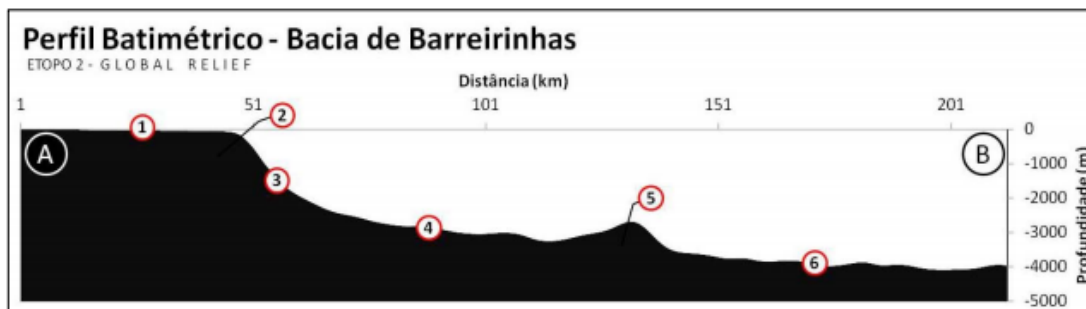 Perfil Batimétrico - Bacia de Barreirinhas
ETOPO 2 - GLOBAL RELIEF
Distância (km)
1 51 101 151 201
A
B
1
2
3
4
5
6
0
-1000
-2000
-3000
-4000
-5000
Profundidade (m)